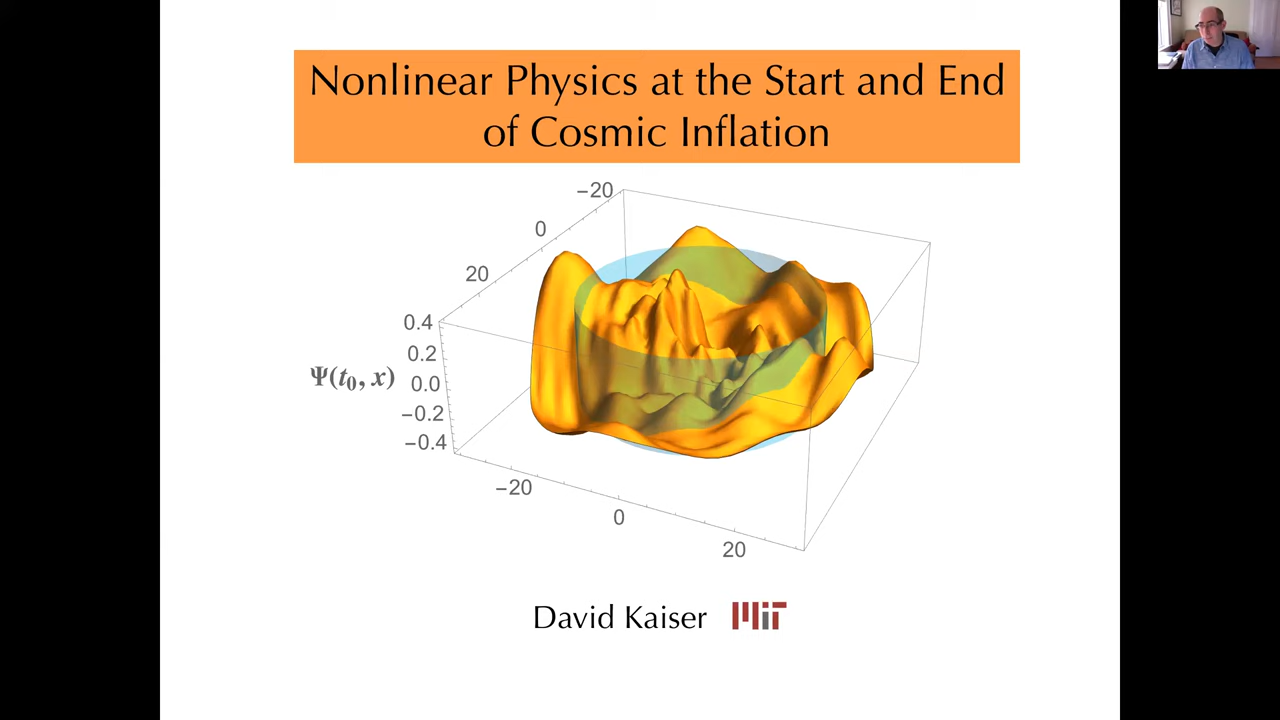 Nonlinear Physics at the Start and End
of Cosmic Inflation
−20
0
20
0.4
0.2
Ψ(t₀, x)
0.0
−0.2
−0.4
−20
0
20
David Kaiser MIT